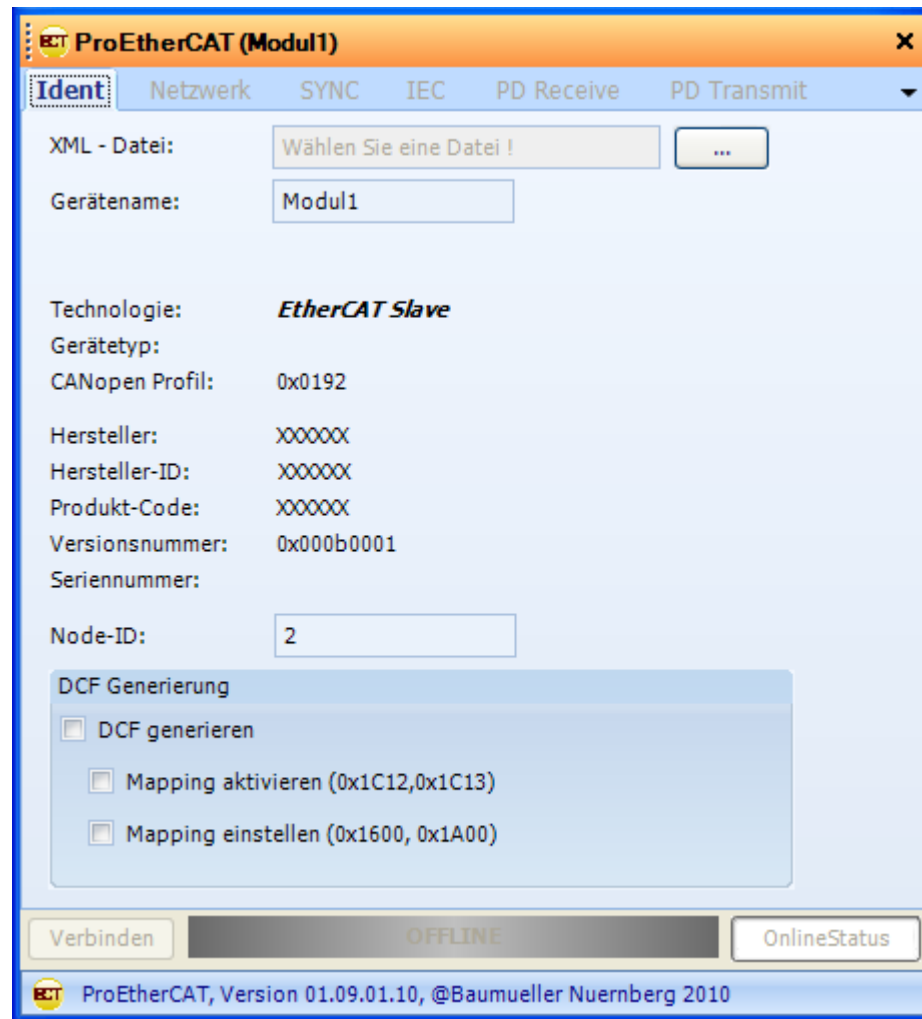 BCT ProEtherCAT (Modul1)
Ident Netzwerk SYNC IEC PD Receive PD Transmit
XML - Datei: Wählen Sie eine Datei ! ...
Gerätename: Modul1
Technologie: EtherCAT Slave
Gerätetyp:
CANopen Profil: 0x0192
Hersteller: XXXXXX
Hersteller-ID: XXXXXX
Produkt-Code: XXXXXX
Versionsnummer: 0x000b0001
Seriennummer:
Node-ID: 2
DCF Generierung
DCF generieren
Mapping aktivieren (0x1C12,0x1C13)
Mapping einstellen (0x1600, 0x1A00)
Verbinden OFFLINE OnlineStatus
BCT ProEtherCAT, Version 01.09.01.10, @Baumueller Nuernberg 2010